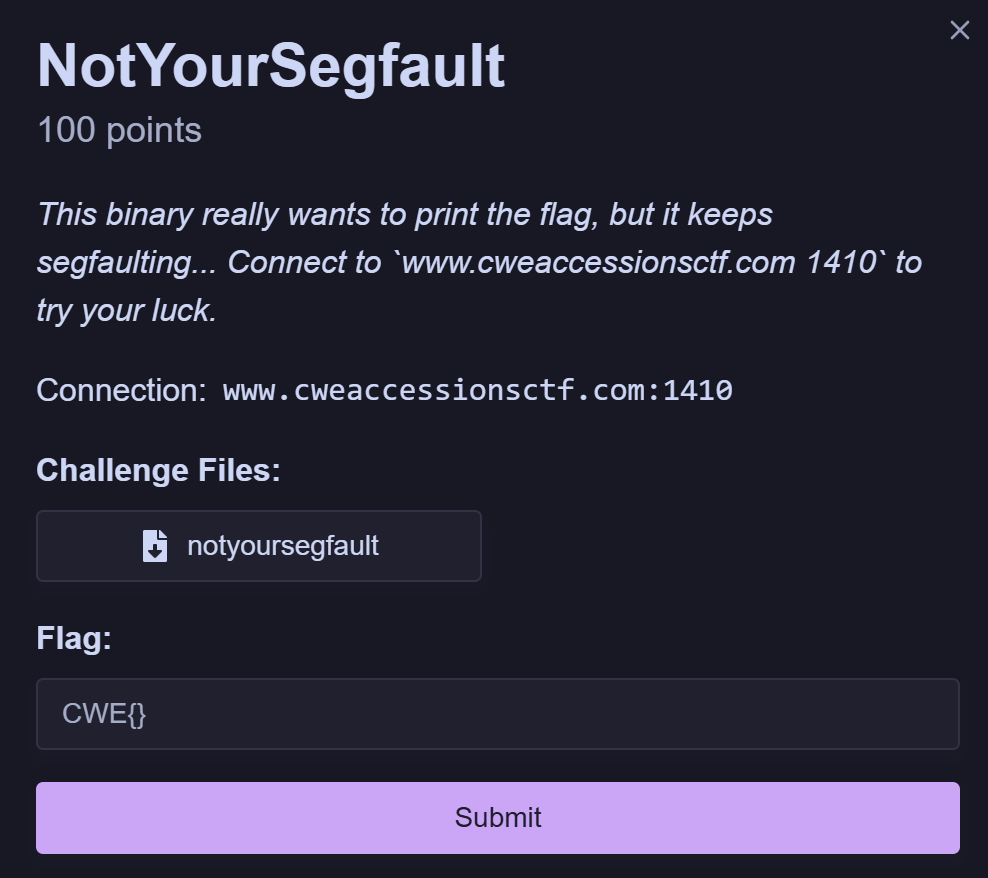 NotYourSegfault
100 points
This binary really wants to print the flag, but it keeps
segfaulting... Connect to `www.cweaccessionsctf.com 1410` to
try your luck.
Connection: www.cweaccessionsctf.com:1410
Challenge Files:
notyoursegfault
Flag:
CWE{}
Submit